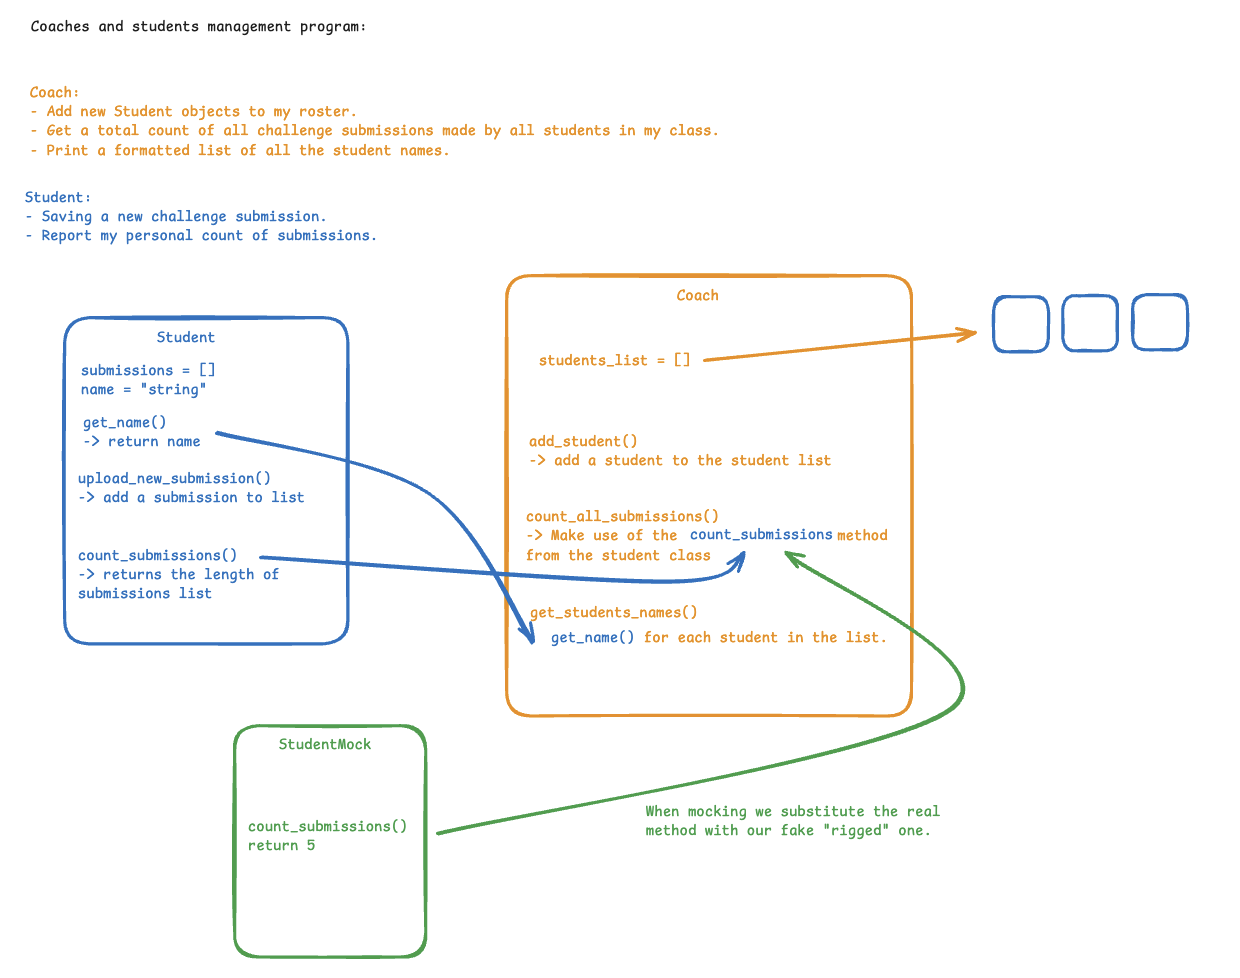 Coaches and students management program:
Coach:
- Add new Student objects to my roster.
- Get a total count of all challenge submissions made by all students in my class.
- Print a formatted list of all the student names.
Student:
- Saving a new challenge submission.
- Report my personal count of submissions.
Student
submissions = []
name = "string"
get_name()
-> return name
upload_new_submission()
-> add a submission to list
count_submissions()
-> returns the length of
submissions list
Coach
students_list = []
add_student()
-> add a student to the student list
count_all_submissions()
-> Make use of the count_submissions method
from the student class
get_students_names()
get_name() for each student in the list.
StudentMock
count_submissions()
return 5
When mocking we substitute the real
method with our fake "rigged" one.